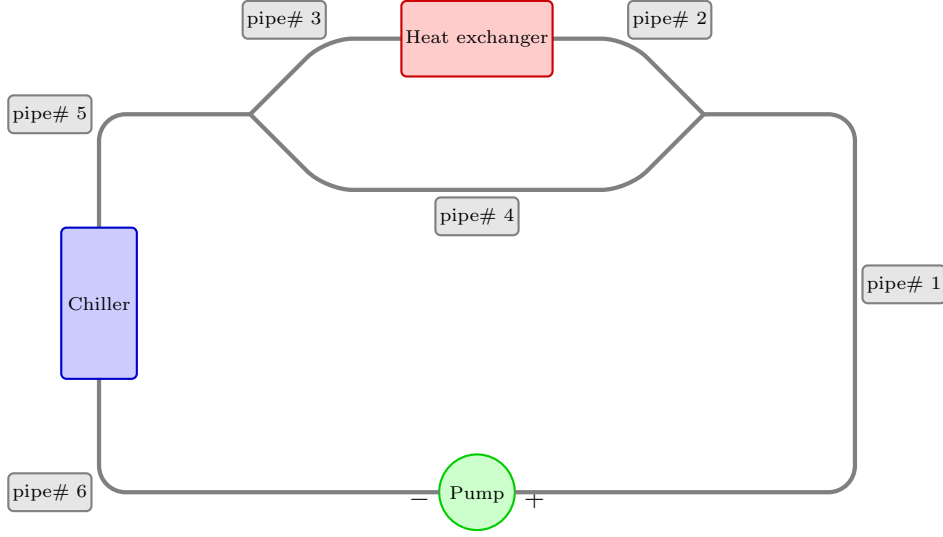 pipe# 3
Heat exchanger
pipe# 2
pipe# 5
pipe# 4
pipe# 1
Chiller
pipe# 6
−
Pump
+